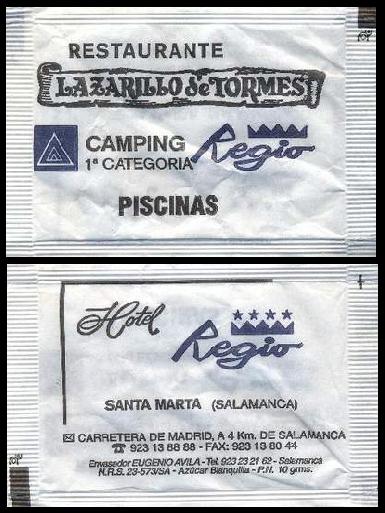 RESTAURANTE
LAZARILLO de TORMES
CAMPING Regio
1ª CATEGORIA
PISCINAS
Hotel Regio
SANTA MARTA (SALAMANCA)
CARRETERA DE MADRID, A 4 Km. DE SALAMANCA
923 13 88 88 - FAX: 923 13 80 44
Envasador EUGENIO AVILA - Tel. 923 23 21 62 - Salamanca
N.R.S. 23-573/SA - Azúcar Blanquilla - P.N. 10 grms.